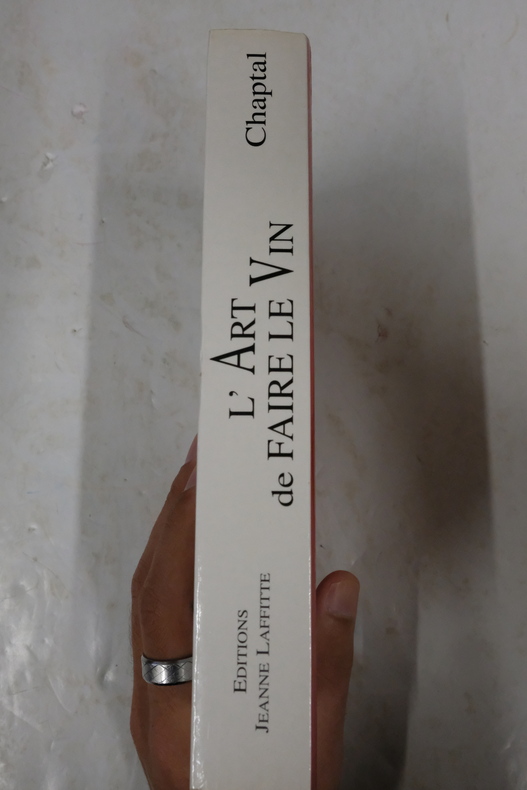 Chaptal
L' ART
de FAIRE LE VIN
EDITIONS
JEANNE LAFFITTE